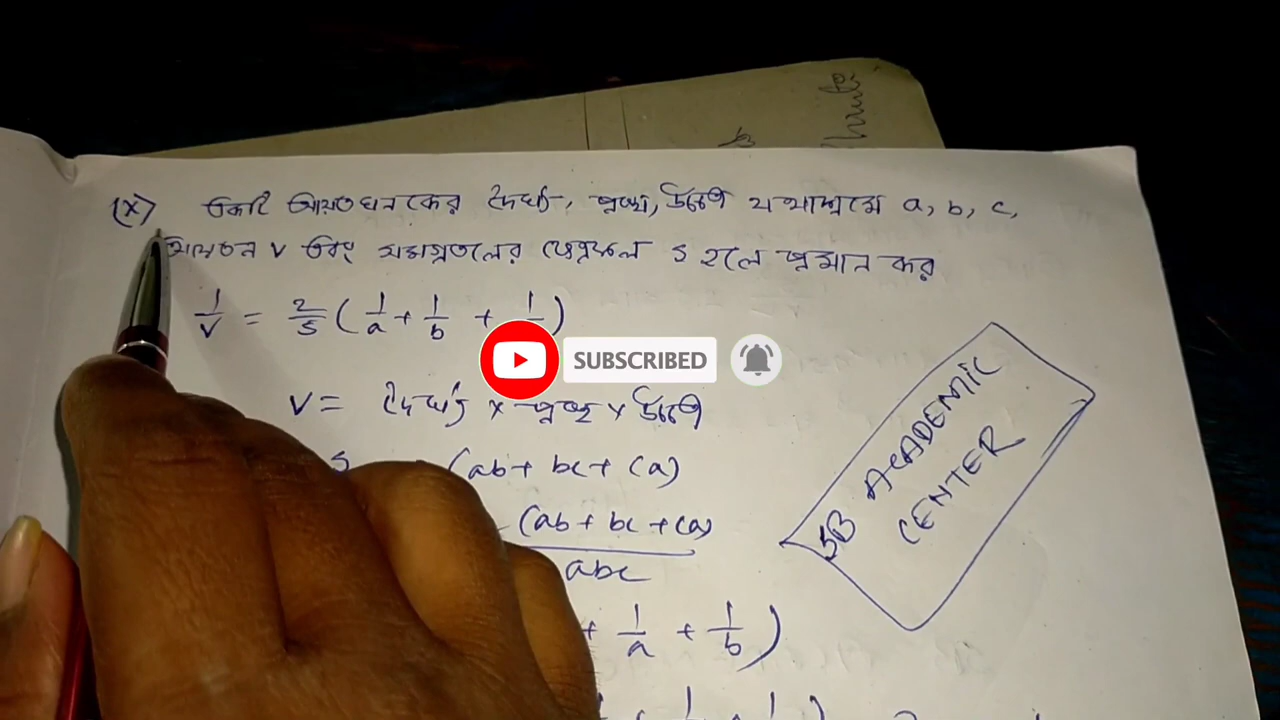 (x) একটি আয়তঘনকের দৈর্ঘ্য, প্রস্থ, উচ্চতা যথাক্রমে a, b, c,
আয়তন V এবং সমগ্রতলের ক্ষেত্রফল S হলে প্রমান কর
1/V = 2/S (1/a + 1/b + 1/
SUBSCRIBED
V = দৈর্ঘ্য × প্রস্থ × উচ্চতা
S (ab + bc + ca)
(ab + bc + ca)
abc
+ 1/a + 1/b )
SB ACADEMIC
CENTER